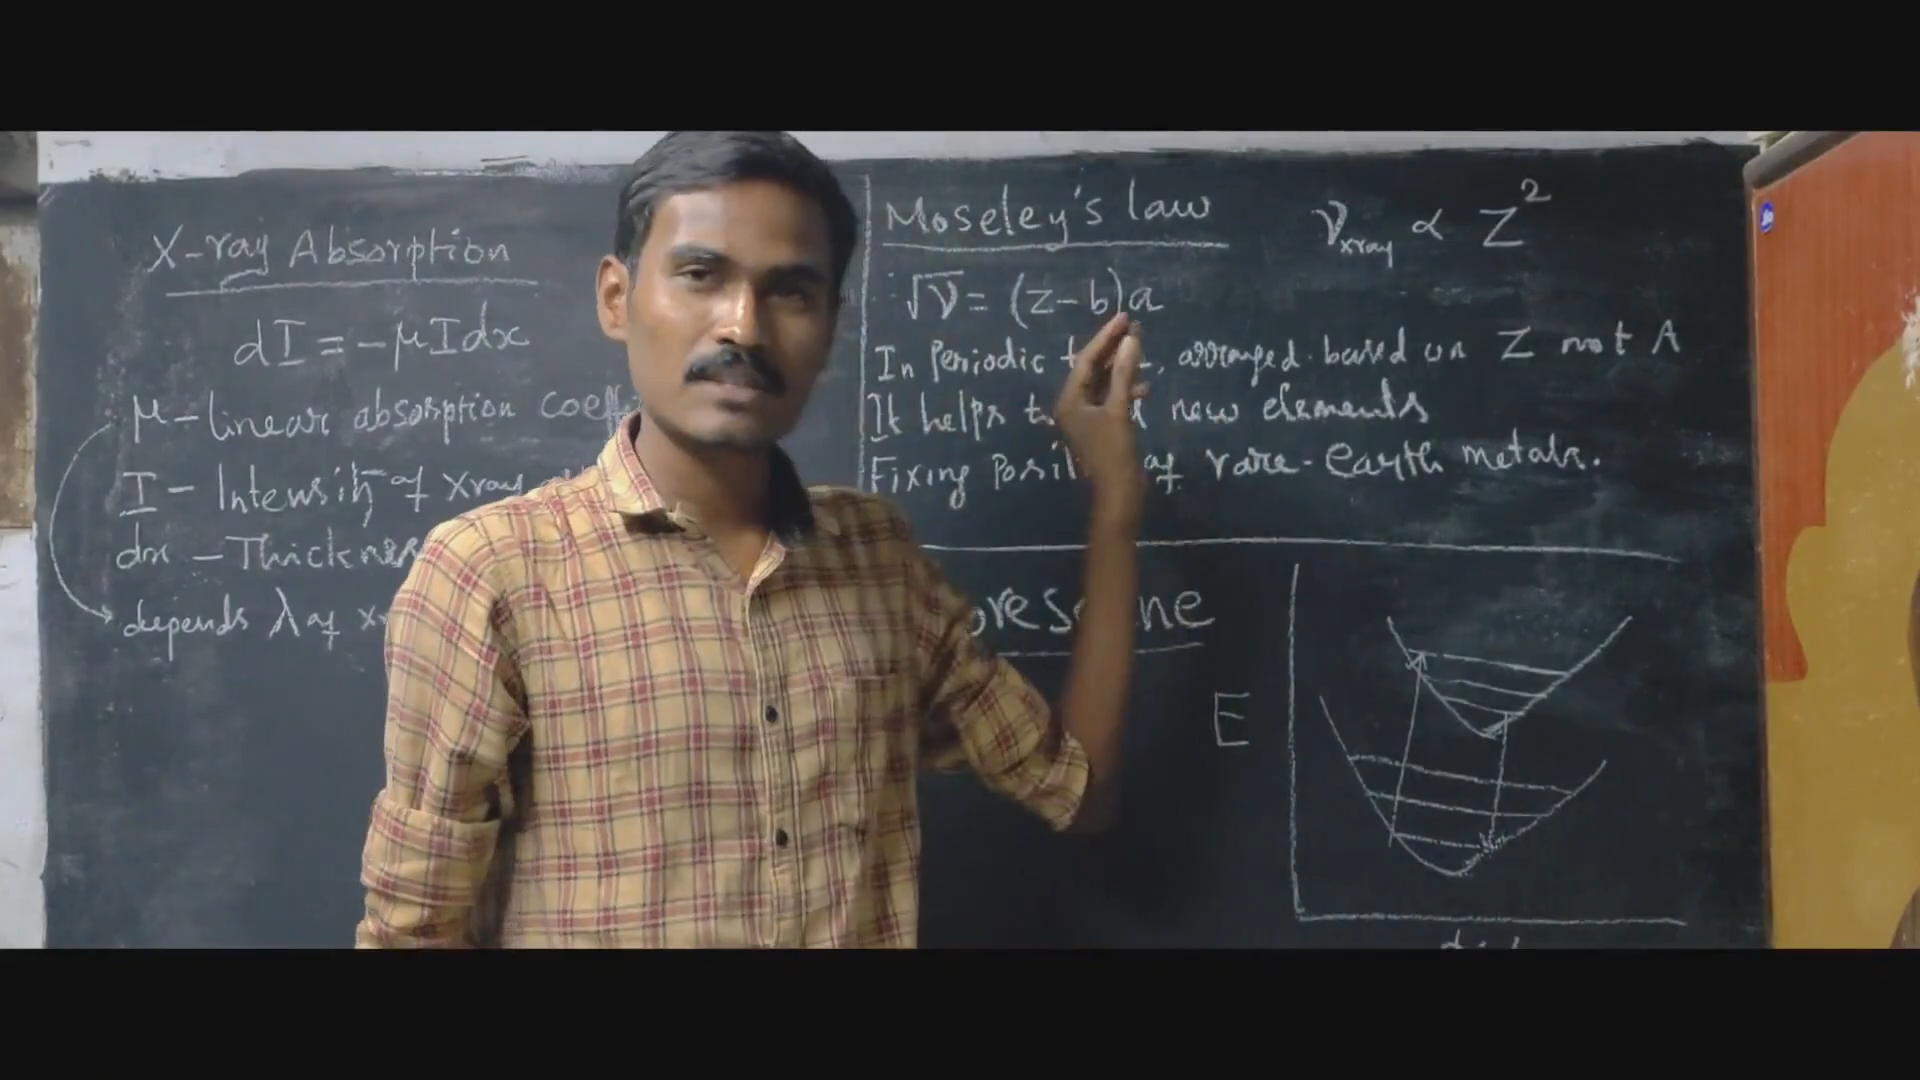 X-ray Absorption
dI = -μIdx
μ - linear absorption coeff
I - Intensity of Xray
dx - Thickness
depends λ of
Moseley's law
ν xray ∝ Z²
√ν = (z-b)a
In Periodic arranged based on Z not A
It helps new elements
Fixing of rare-earth metals.
E